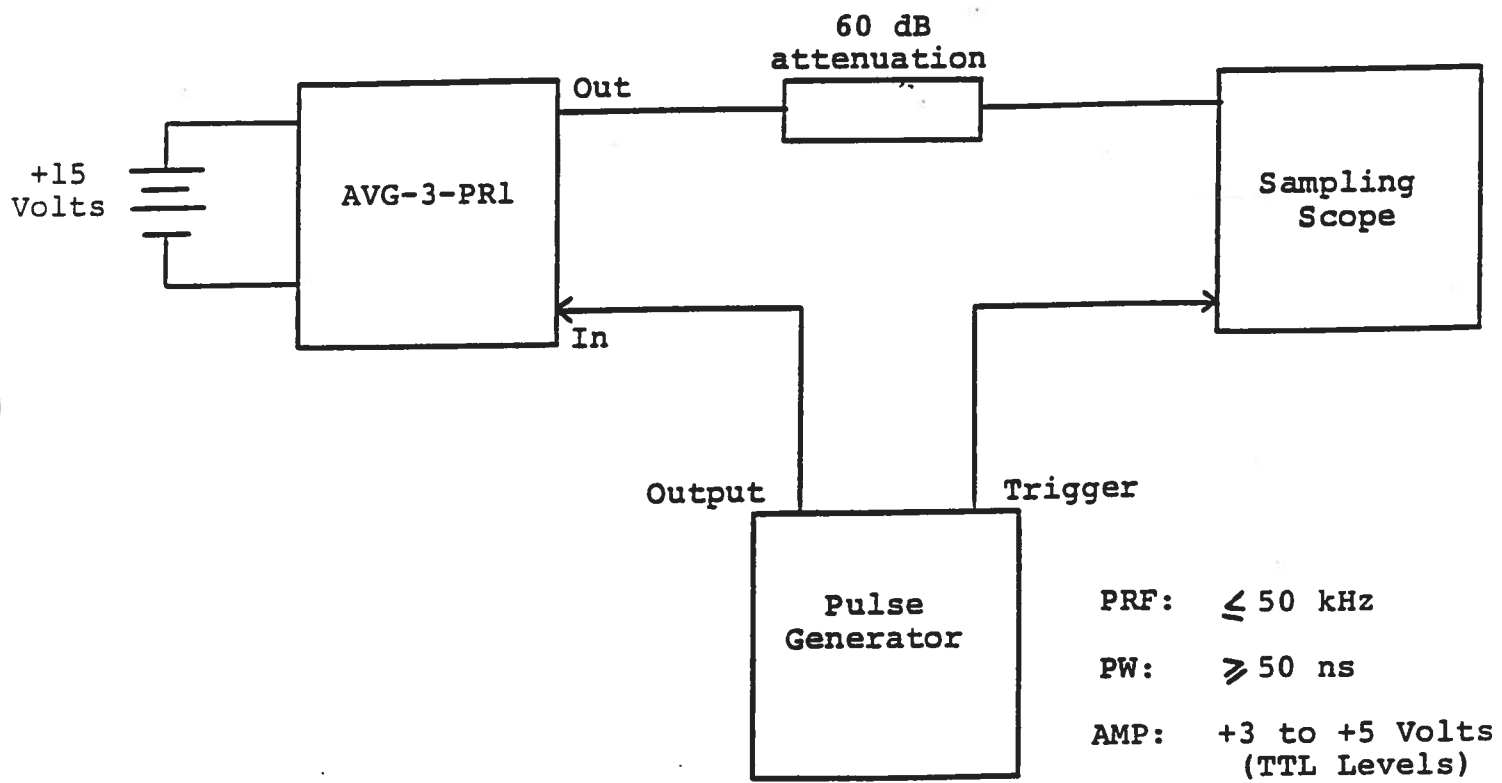 60 dB
attenuation
Out
+15
Volts
AVG-3-PR1
Sampling
Scope
In
Output
Trigger
Pulse
Generator
PRF: ≤ 50 kHz
PW: ≥ 50 ns
AMP: +3 to +5 Volts
(TTL Levels)